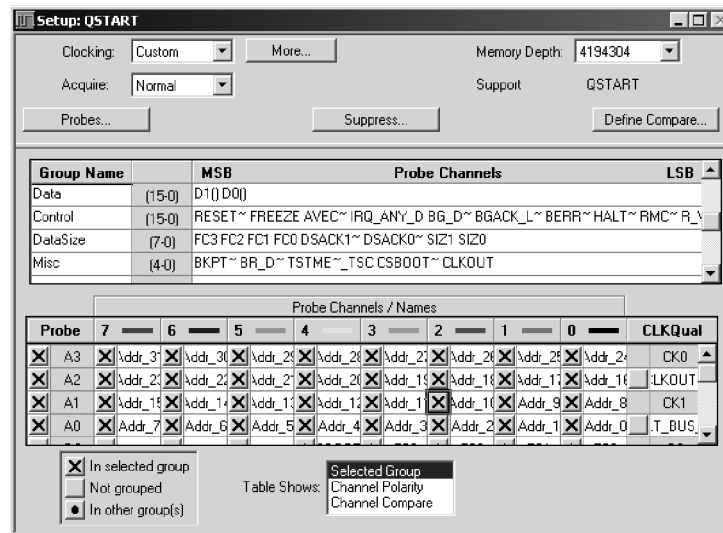 Setup: QSTART
Clocking: Custom More... Memory Depth: 4194304
Acquire: Normal Support QSTART
Probes... Suppress... Define Compare...
Group Name MSB Probe Channels LSB
Data (15-0) D1() D0()
Control (15-0) RESET~ FREEZE AVEC~ IRQ_ANY_D BG_D~ BGACK_L~ BERR~ HALT~ RMC~
DataSize (7-0) FC3 FC2 FC1 FC0 DSACK1~ DSACK0~ SIZ1 SIZ0
Misc (4-0) BKPT~ BR_D~ TSTME~_TSC CSBOOT~ CLKOUT
Probe Channels / Names
Probe 7 6 5 4 3 2 1 0 CLKQual
A3 CK0
A2
A1 Addr_9 Addr_8 CK1
A0 Addr_7 Addr_6 Addr_5 Addr_4 Addr_3 Addr_2 Addr_1 Addr_0
In selected group
Not grouped
In other group(s)
Table Shows: Selected Group
Channel Polarity
Channel Compare